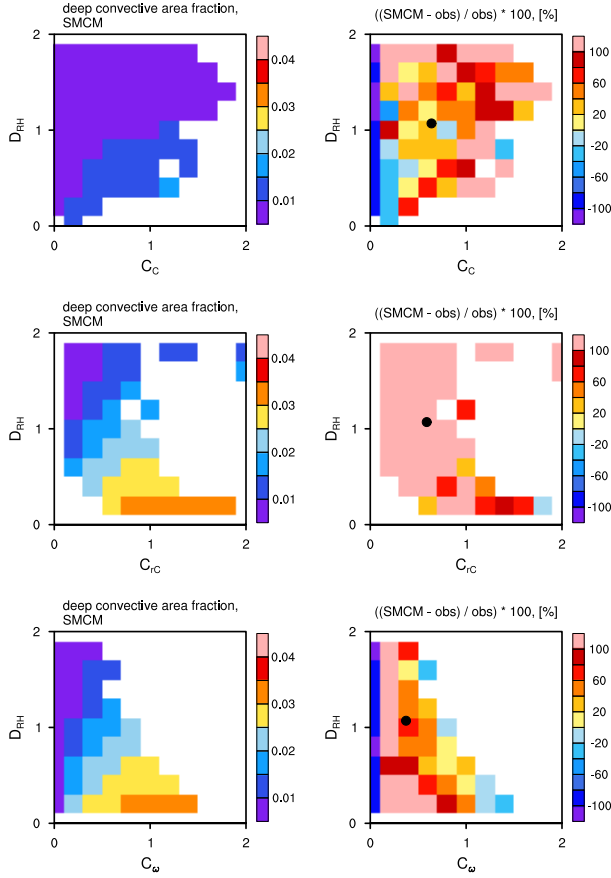 deep convective area fraction,
SMCM
((SMCM - obs) / obs) * 100, [%]
2
1
0
D_RH
0 1 2
C_C
0.04
0.03
0.02
0.01
2
1
0
D_RH
0 1 2
C_C
100
60
20
-20
-60
-100
deep convective area fraction,
SMCM
((SMCM - obs) / obs) * 100, [%]
2
1
0
D_RH
0 1 2
C_rC
0.04
0.03
0.02
0.01
2
1
0
D_RH
0 1 2
C_rC
100
60
20
-20
-60
-100
deep convective area fraction,
SMCM
((SMCM - obs) / obs) * 100, [%]
2
1
0
D_RH
0 1 2
C_ω
0.04
0.03
0.02
0.01
2
1
0
D_RH
0 1 2
C_ω
100
60
20
-20
-60
-100